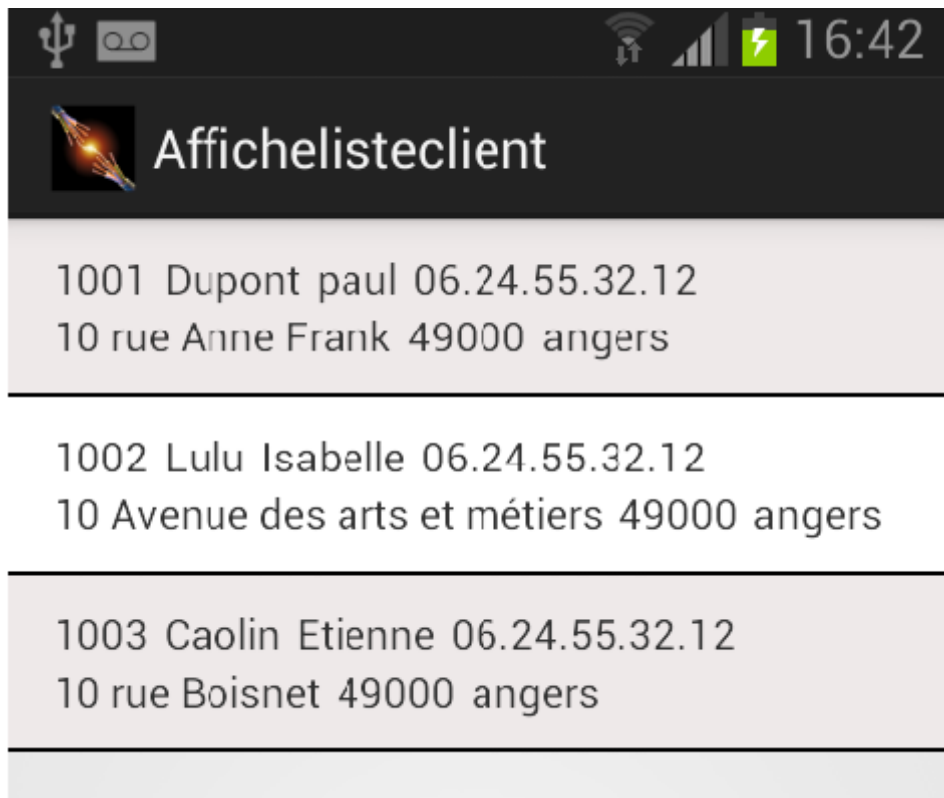 16:42
Affichelisteclient
1001 Dupont paul 06.24.55.32.12
10 rue Anne Frank 49000 angers
1002 Lulu Isabelle 06.24.55.32.12
10 Avenue des arts et métiers 49000 angers
1003 Caolin Etienne 06.24.55.32.12
10 rue Boisnet 49000 angers